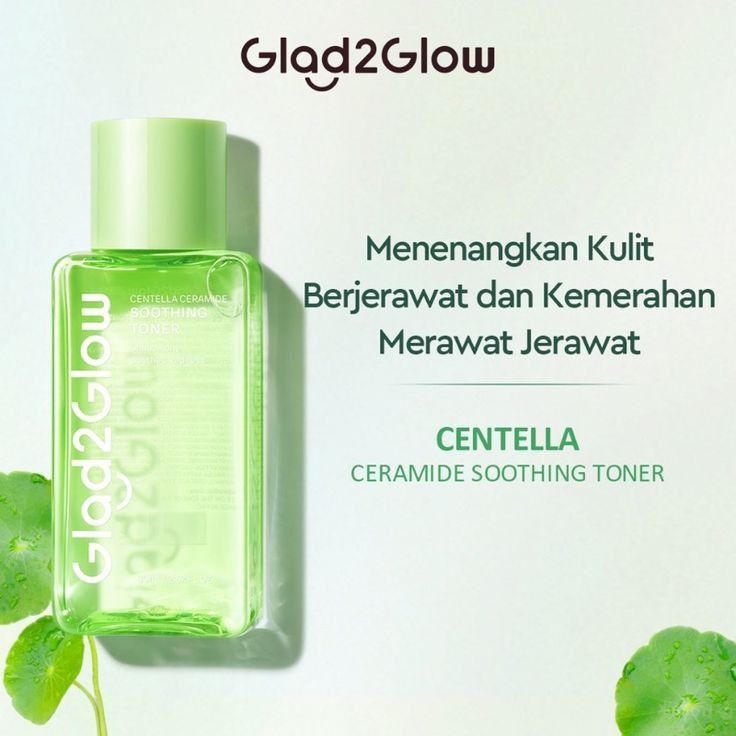 Glad2Glow
Menenangkan Kulit
Berjerawat dan Kemerahan
Merawat Jerawat
CENTELLA
CERAMIDE SOOTHING TONER
CENTELLA CERAMIDE
SOOTHING
TONER
Glad2Glow